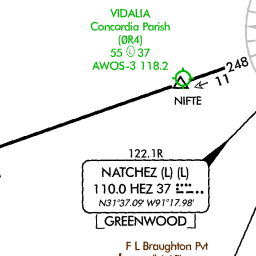 VIDALIA
Concordia Parish
(0R4)
55 Ⓛ 37
AWOS-3 118.2
248
11
NIFTE
122.1R
NATCHEZ (L) (L)
110.0 HEZ 37
N31°37.09' W91°17.98'
GREENWOOD
F L Braughton Pvt